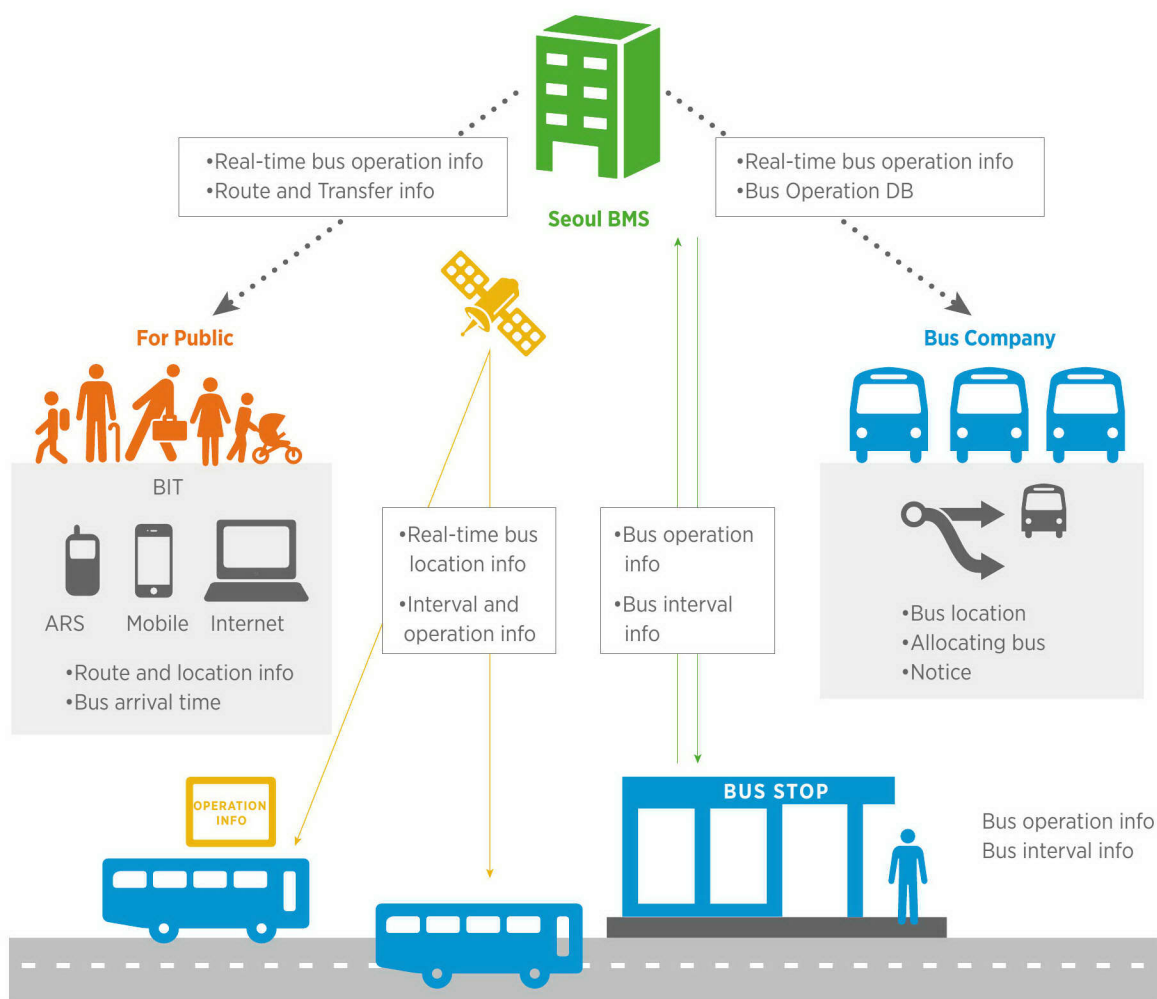 •Real-time bus operation info
•Route and Transfer info
•Real-time bus operation info
•Bus Operation DB
Seoul BMS
For Public
Bus Company
BIT
ARS
Mobile
Internet
•Route and location info
•Bus arrival time
•Real-time bus
location info
•Interval and
operation info
•Bus operation
info
•Bus interval
info
•Bus location
•Allocating bus
•Notice
OPERATION
INFO
BUS STOP
Bus operation info
Bus interval info